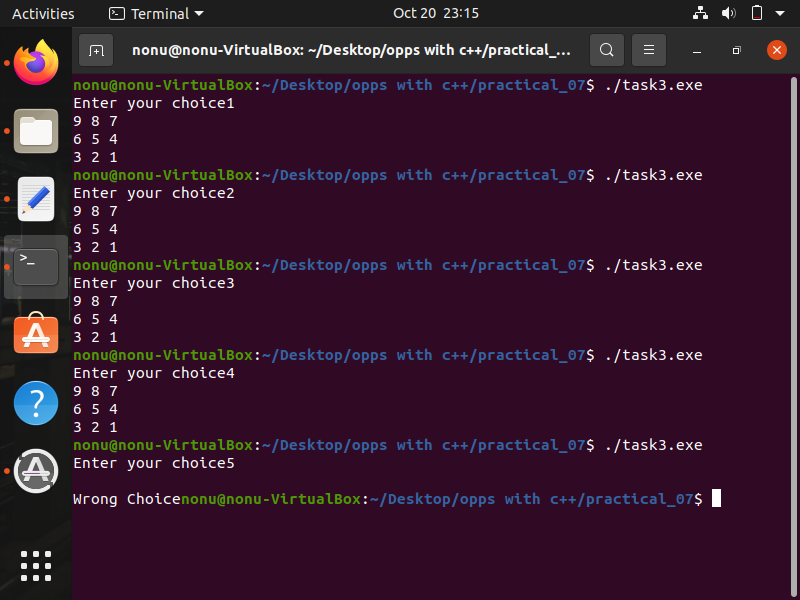 Activities Terminal Oct 20 23:15
nonu@nonu-VirtualBox: ~/Desktop/opps with c++/practical_...
nonu@nonu-VirtualBox:~/Desktop/opps with c++/practical_07$ ./task3.exe
Enter your choice1
9 8 7
6 5 4
3 2 1
nonu@nonu-VirtualBox:~/Desktop/opps with c++/practical_07$ ./task3.exe
Enter your choice2
9 8 7
6 5 4
3 2 1
nonu@nonu-VirtualBox:~/Desktop/opps with c++/practical_07$ ./task3.exe
Enter your choice3
9 8 7
6 5 4
3 2 1
nonu@nonu-VirtualBox:~/Desktop/opps with c++/practical_07$ ./task3.exe
Enter your choice4
9 8 7
6 5 4
3 2 1
nonu@nonu-VirtualBox:~/Desktop/opps with c++/practical_07$ ./task3.exe
Enter your choice5
Wrong Choicenonu@nonu-VirtualBox:~/Desktop/opps with c++/practical_07$